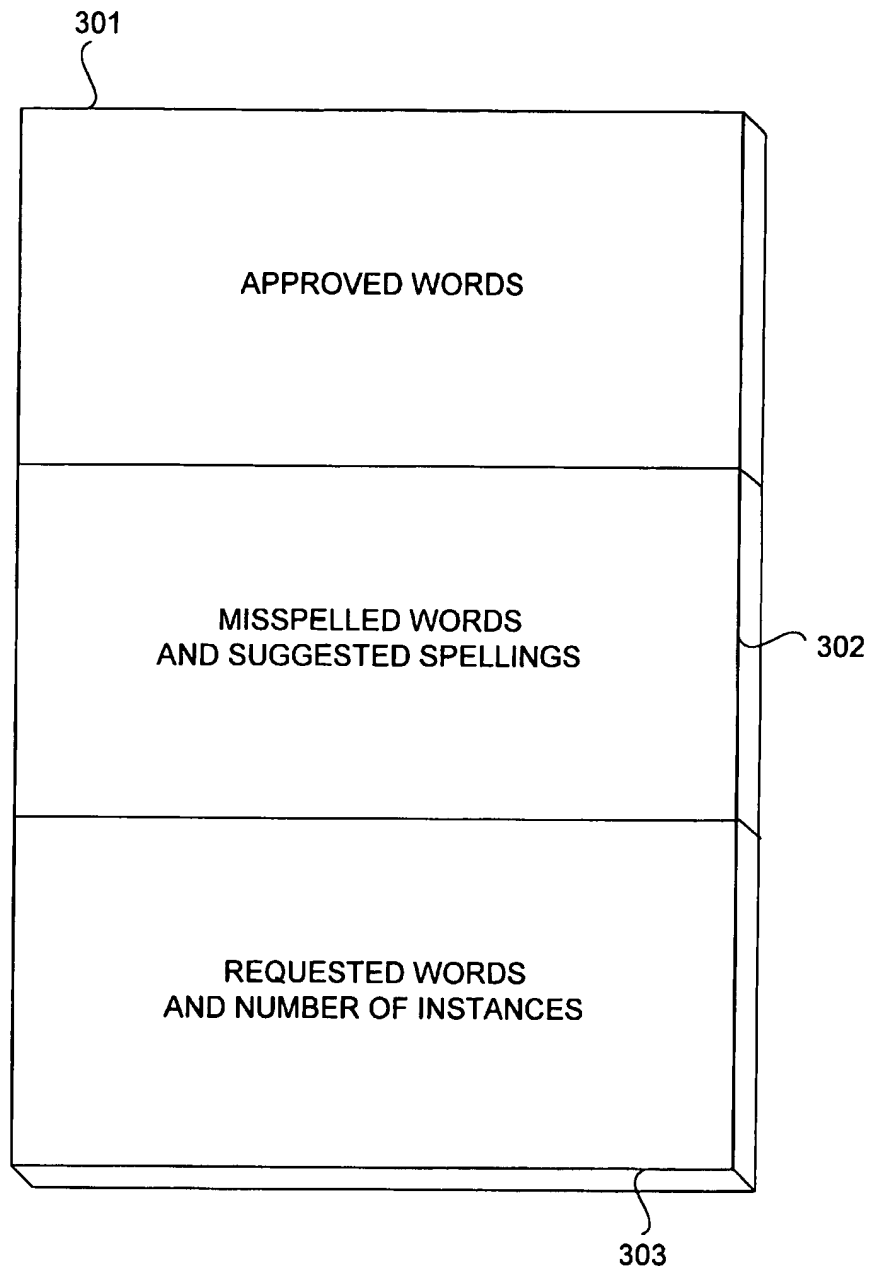 301
APPROVED WORDS
MISSPELLED WORDS
AND SUGGESTED SPELLINGS
302
REQUESTED WORDS
AND NUMBER OF INSTANCES
303